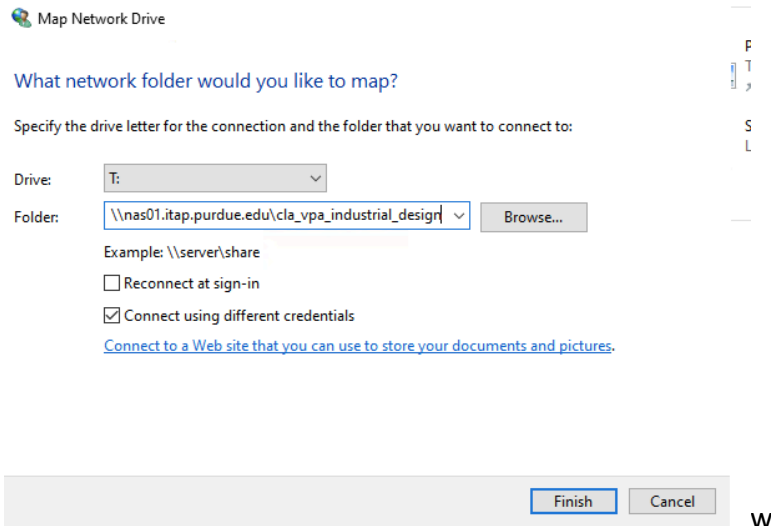 Map Network Drive
What network folder would you like to map?
Specify the drive letter for the connection and the folder that you want to connect to:
Drive: T:
Folder: \\nas01.itap.purdue.edu\cla_vpa_industrial_design Browse...
Example: \\server\share
Reconnect at sign-in
Connect using different credentials
Connect to a Web site that you can use to store your documents and pictures.
Finish Cancel